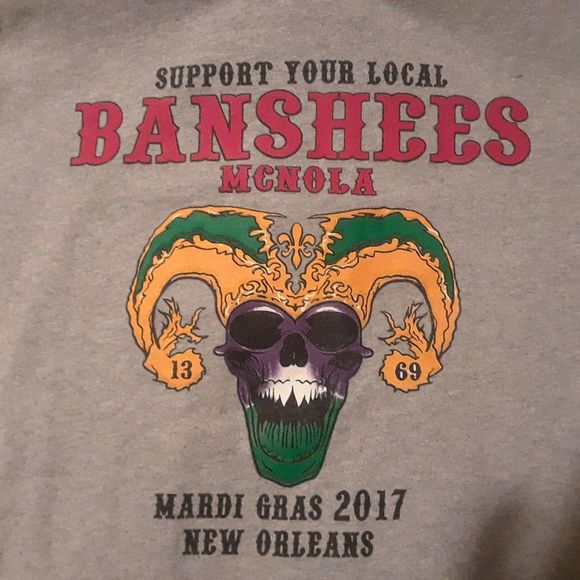 SUPPORT YOUR LOCAL
BANSHEES
MCNOLA
13 69
MARDI GRAS 2017
NEW ORLEANS